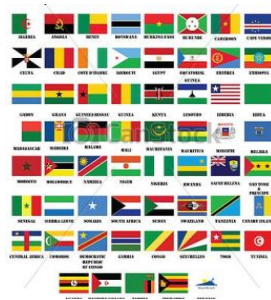 ALGERIA ANGOLA BENIN BOTSWANA BURKINA FASO BURUNDI CAMEROON CAPE VERDE
CEUTA CHAD COTE D'IVOIRE DJIBOUTI EGYPT EQUATORIAL GUINEA ERITREA ETHIOPIA
GABON GHANA GUINEA-BISSAU GUINEA KENYA LESOTHO LIBERIA LIBYA
MADAGASCAR MADEIRA MALAWI MALI MAURITANIA MAURITIUS MELILLA
MOROCCO MOZAMBIQUE NAMIBIA NIGER NIGERIA RWANDA SAINT HELENA SAO TOME & PRINCIPE
SENEGAL SIERRA LEONE SOMALIA SOUTH AFRICA SUDAN SWAZILAND TANZANIA CANARY ISLANDS
CENTRAL AFRICA COMOROS DEMOCRATIC REPUBLIC OF CONGO GAMBIA CONGO SEYCHELLES TOGO TUNISIA